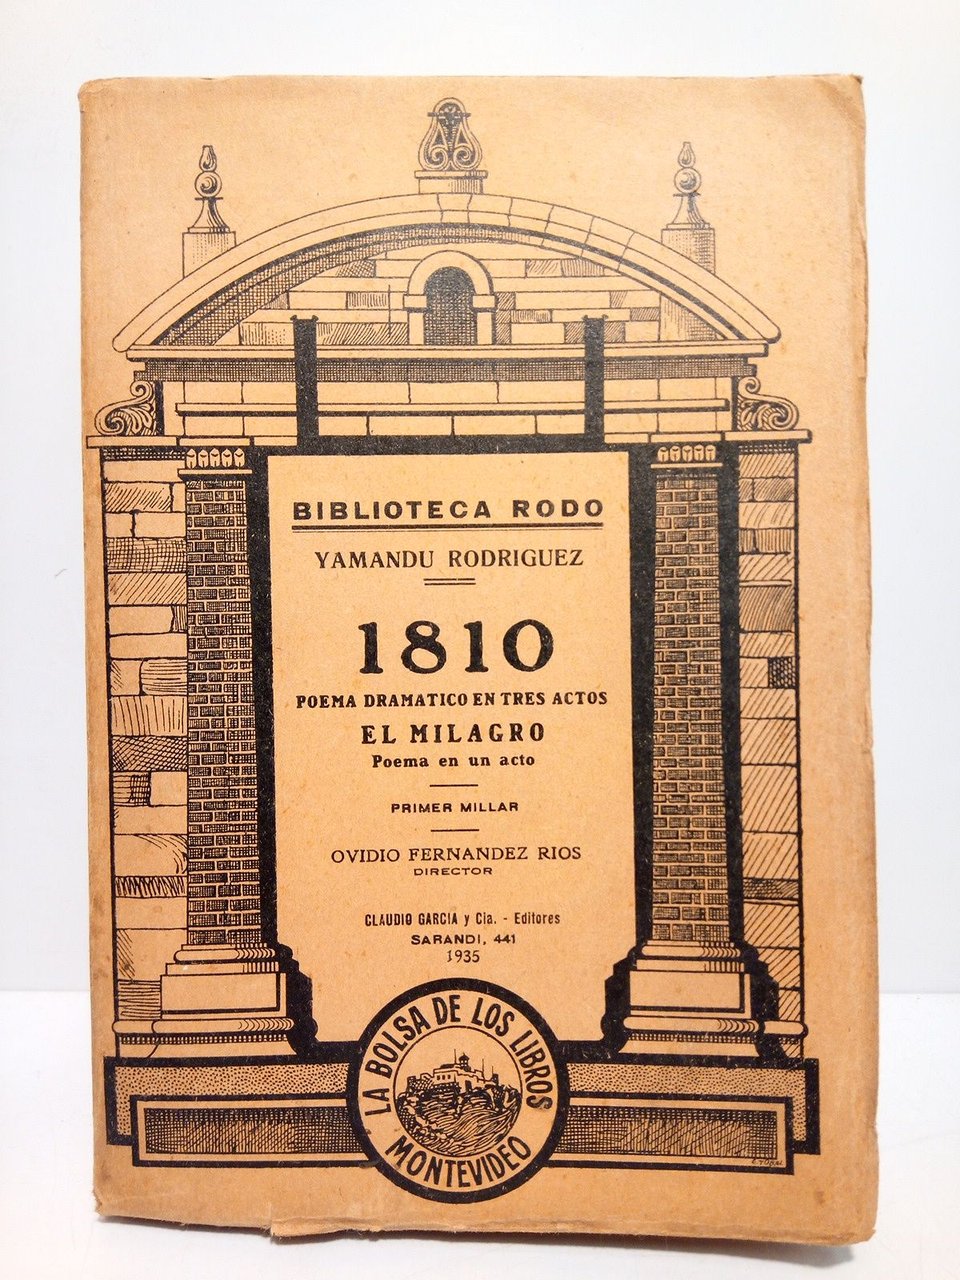 BIBLIOTECA RODO
YAMANDU RODRIGUEZ
1810
POEMA DRAMATICO EN TRES ACTOS
EL MILAGRO
Poema en un acto
PRIMER MILLAR
OVIDIO FERNANDEZ RIOS
DIRECTOR
CLAUDIO GARCIA y Cia. - Editores
SARANDI, 441
1935
LA BOLSA DE LOS LIBROS
MONTEVIDEO